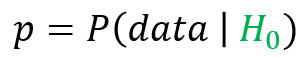 p = P(data | H₀)